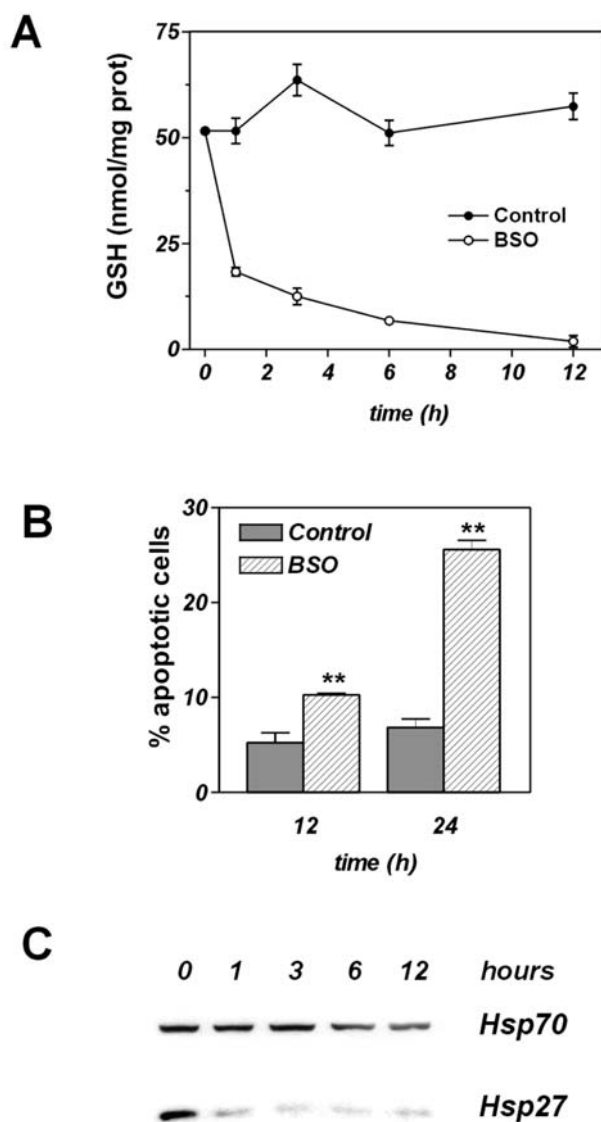 A
GSH (nmol/mg prot)
75
50
25
0
Control
BSO
0 2 4 6 8 10 12
time (h)
B
% apoptotic cells
30
20
10
0
Control
BSO
**
**
12 24
time (h)
C
0 1 3 6 12 hours
Hsp70
Hsp27